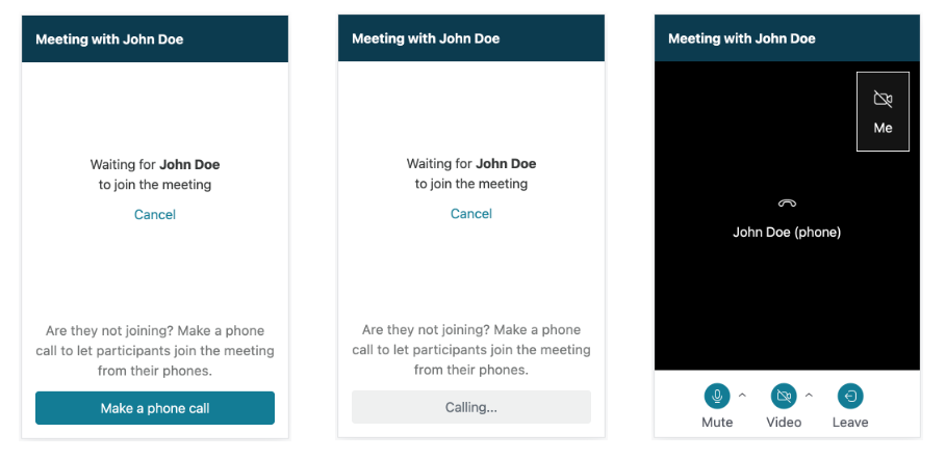 Meeting with John Doe
Waiting for John Doe
to join the meeting
Cancel
Are they not joining? Make a phone
call to let participants join the meeting
from their phones.
Make a phone call
Meeting with John Doe
Waiting for John Doe
to join the meeting
Cancel
Are they not joining? Make a phone
call to let participants join the meeting
from their phones.
Calling...
Meeting with John Doe
Me
John Doe (phone)
Mute
Video
Leave